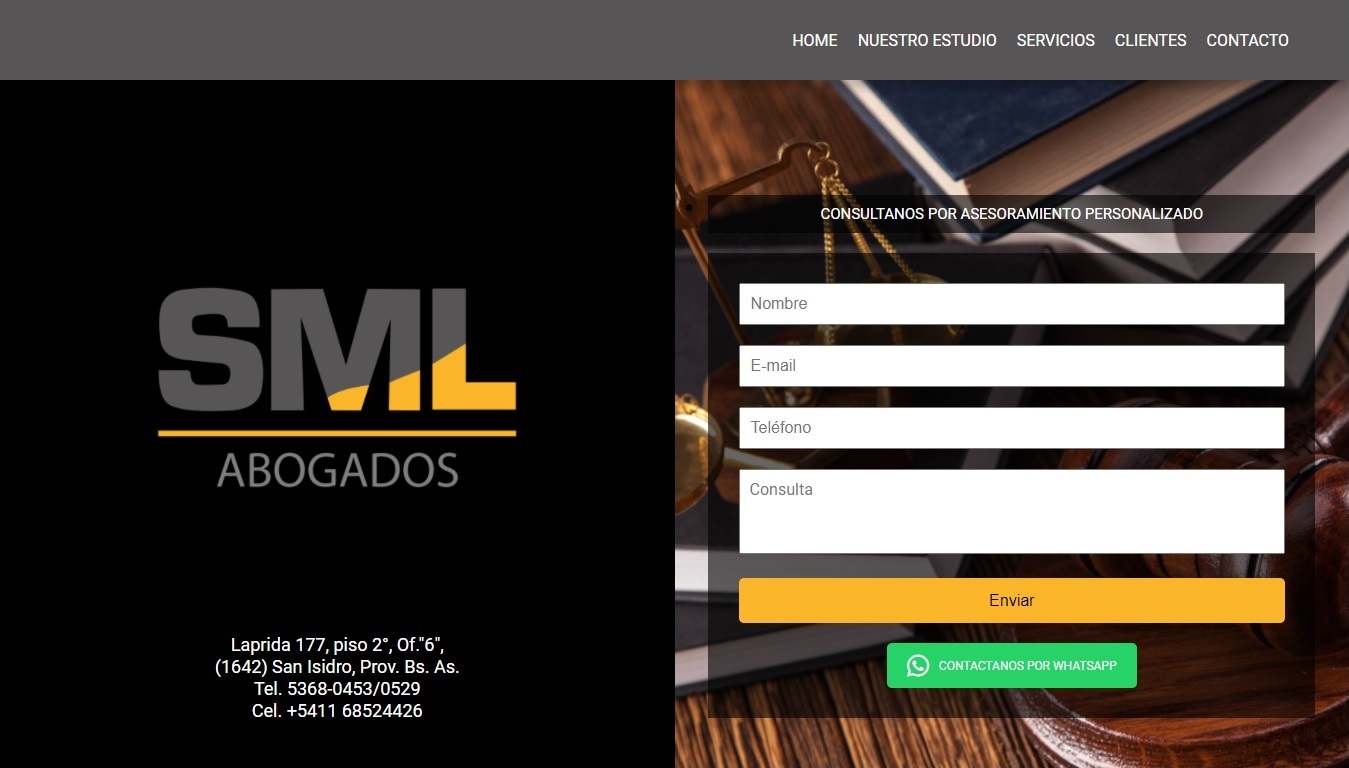 HOME NUESTRO ESTUDIO SERVICIOS CLIENTES CONTACTO
SML
ABOGADOS
Laprida 177, piso 2°, Of."6",
(1642) San Isidro, Prov. Bs. As.
Tel. 5368-0453/0529
Cel. +5411 68524426
CONSULTANOS POR ASESORAMIENTO PERSONALIZADO
Nombre
E-mail
Teléfono
Consulta
Enviar
CONTACTANOS POR WHATSAPP